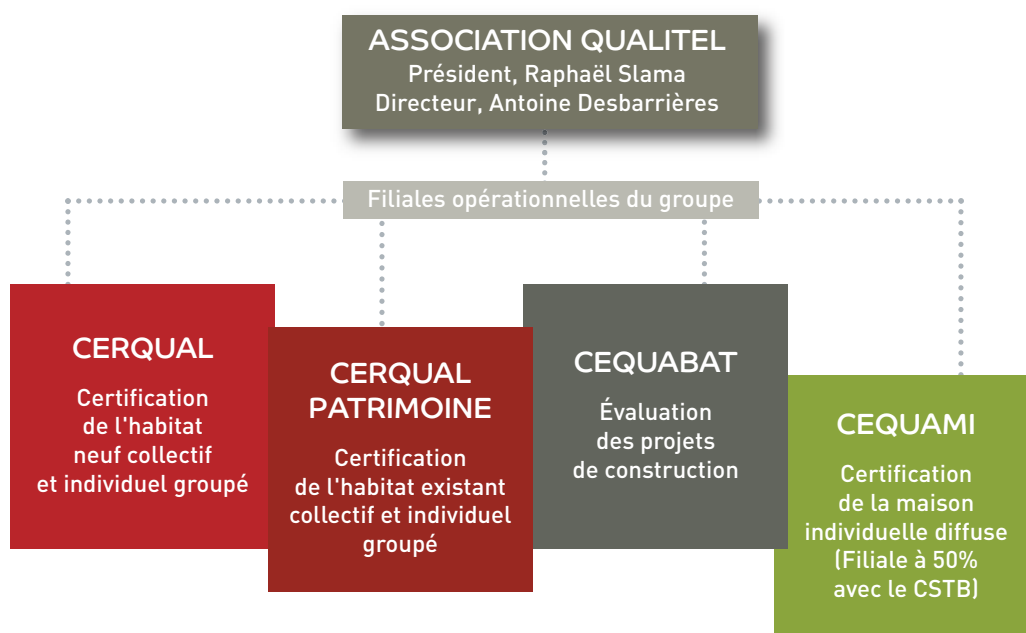 ASSOCIATION QUALITEL
Président, Raphaël Slama
Directeur, Antoine Desbarrières
Filiales opérationnelles du groupe
CERQUAL
Certification
de l'habitat
neuf collectif
et individuel groupé
CERQUAL
PATRIMOINE
Certification
de l'habitat existant
collectif et individuel
groupé
CEQUABAT
Évaluation
des projets
de construction
CEQUAMI
Certification
de la maison
individuelle diffuse
(Filiale à 50%
avec le CSTB)